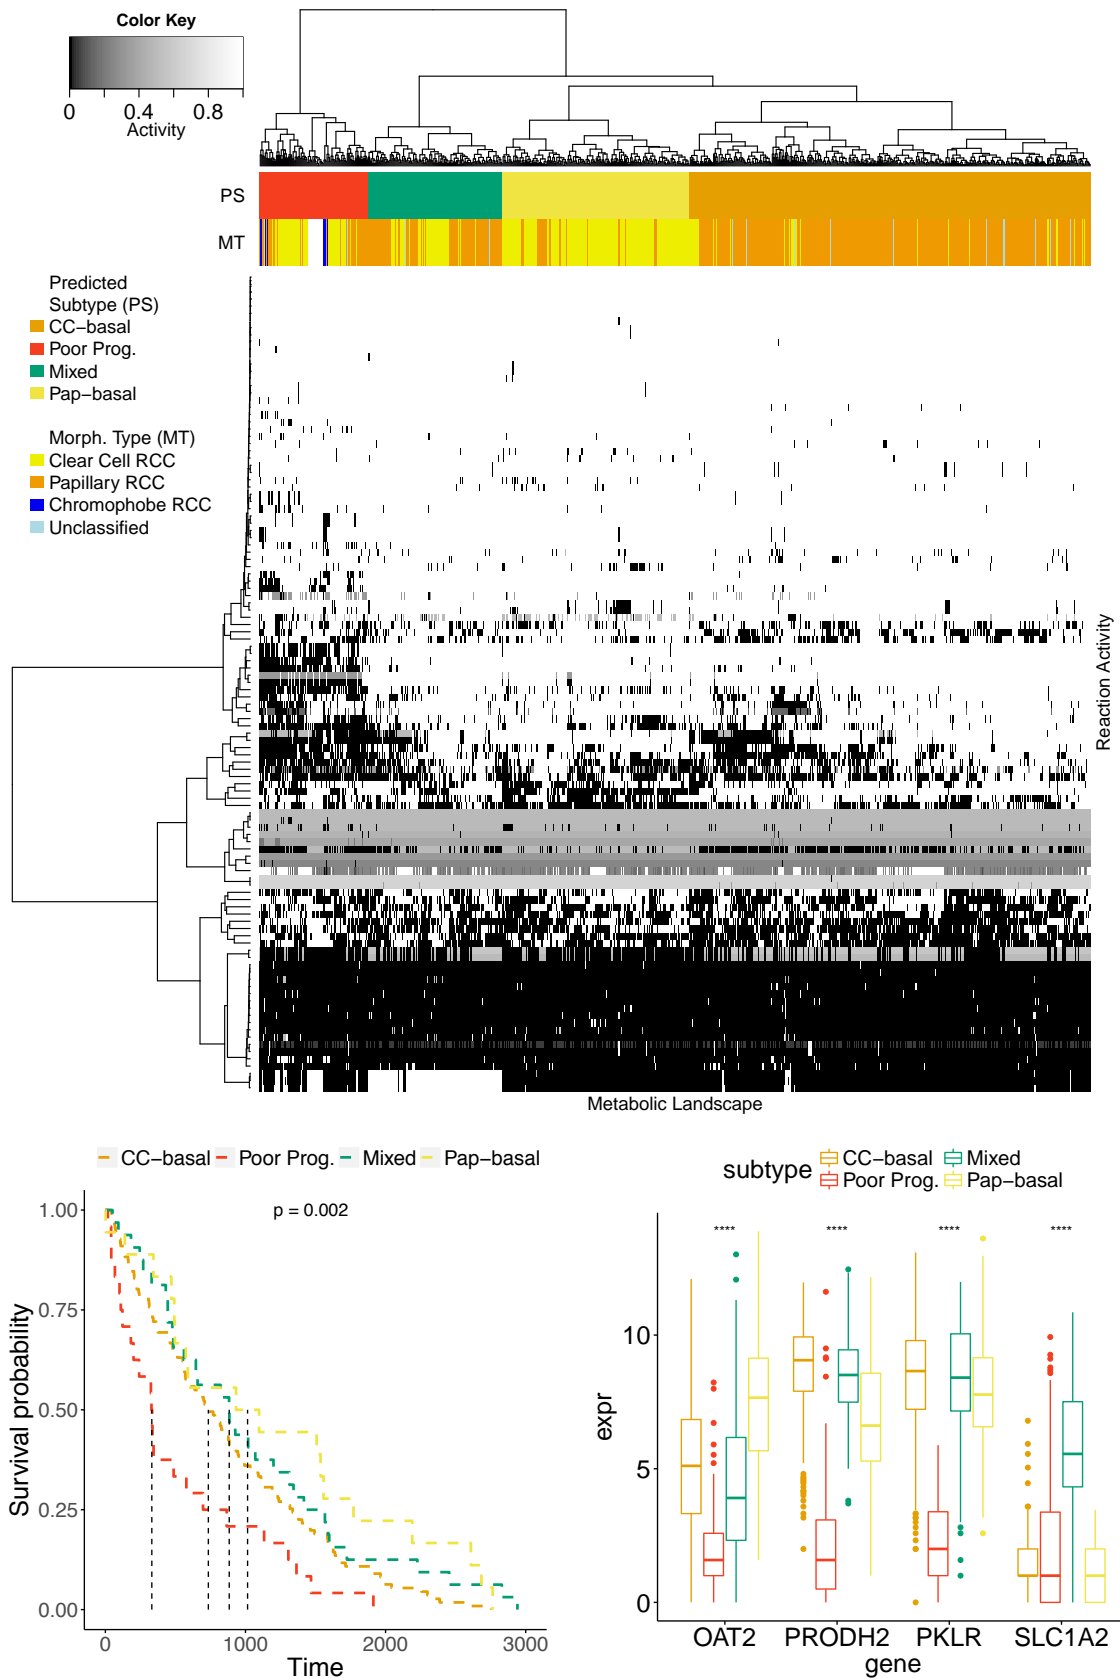 Color Key
0 0.4 0.8
Activity
PS
MT
Predicted
Subtype (PS)
CC−basal
Poor Prog.
Mixed
Pap−basal
Morph. Type (MT)
Clear Cell RCC
Papillary RCC
Chromophobe RCC
Unclassified
Reaction Activity
Metabolic Landscape
CC−basal Poor Prog. Mixed Pap−basal
p = 0.002
Survival probability
1.00
0.75
0.50
0.25
0.00
0 1000 2000 3000
Time
subtype
CC−basal Mixed
Poor Prog. Pap−basal
**** **** **** ****
expr
10
5
0
OAT2 PRODH2 PKLR SLC1A2
gene